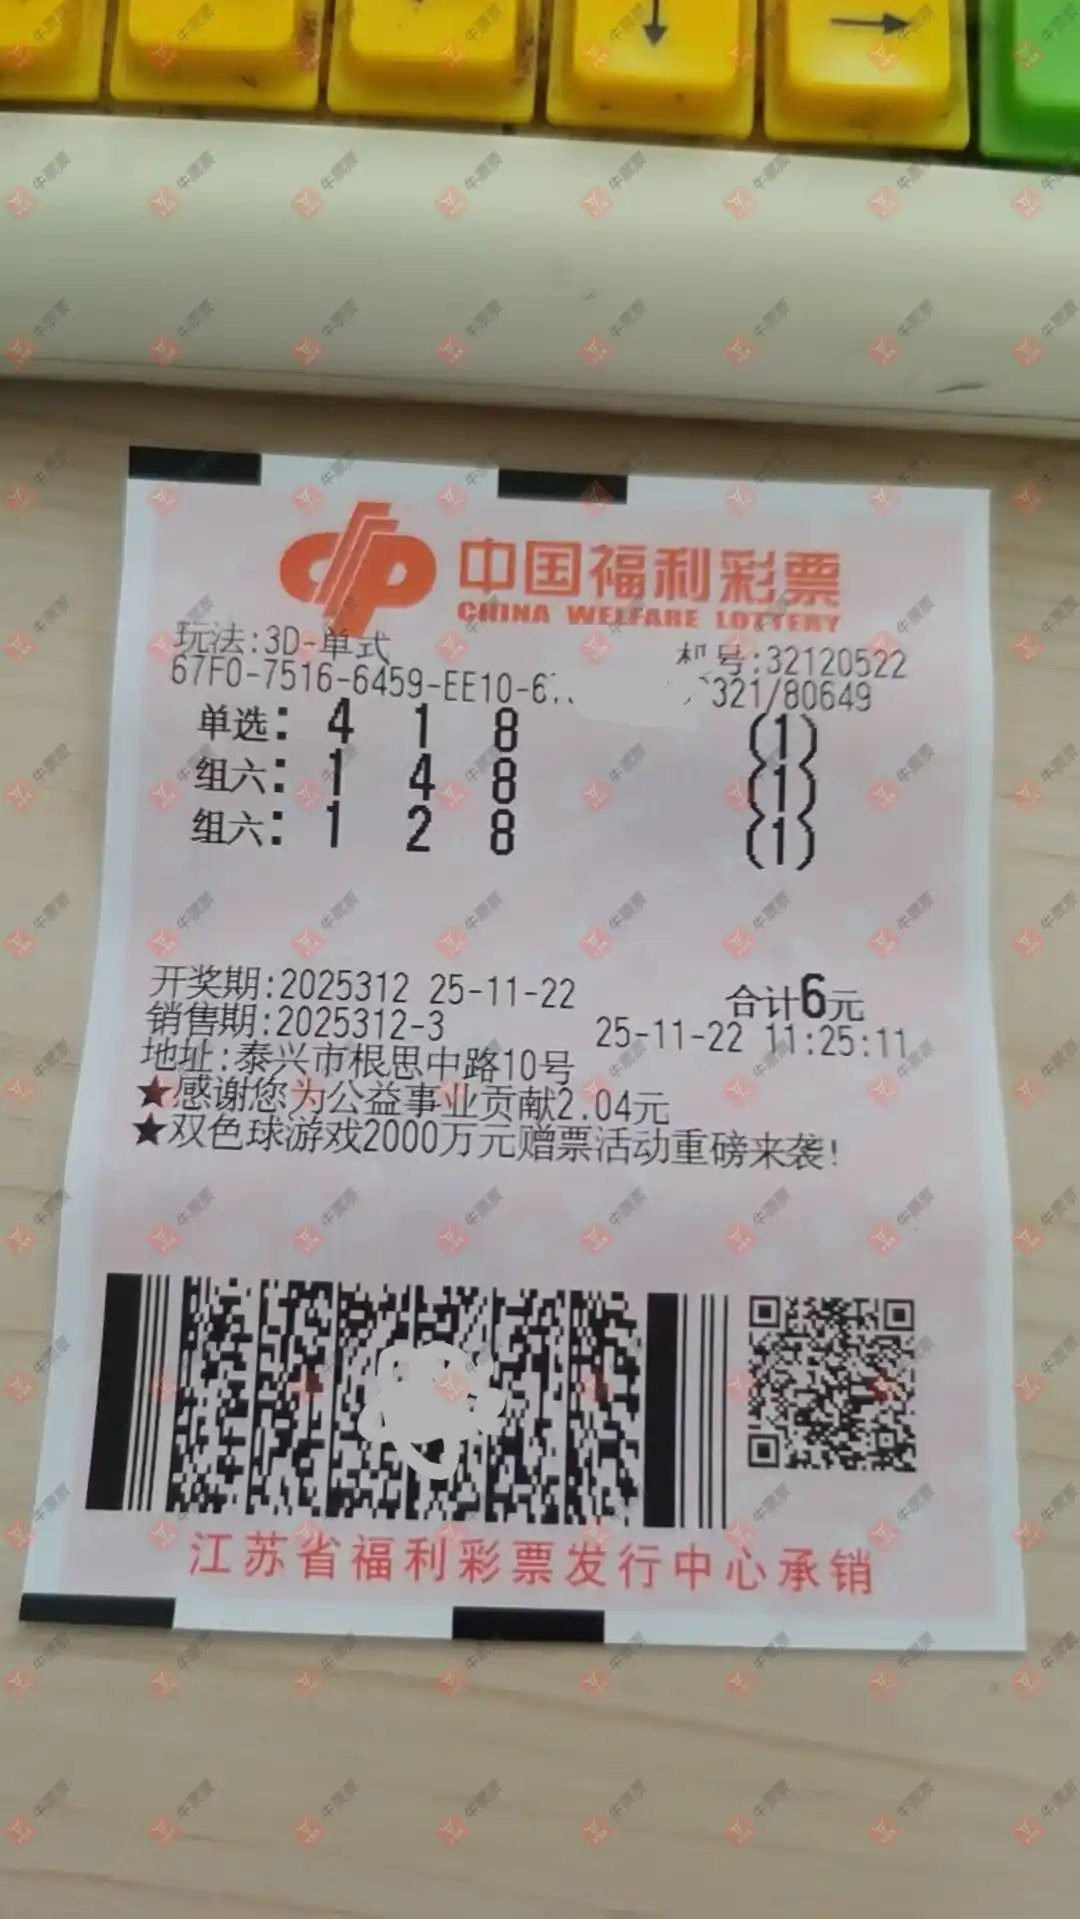 中国福利彩票
CHINA WELFARE LOTTERY
玩法:3D-单式 机号:32120522
67F0-7516-6459-EE10-6 321/80649
单选: 4 1 8 (1)
组六: 1 4 8 (1)
组六: 1 2 8 (1)
开奖期:2025312 25-11-22 合计6元
销售期:2025312-3 25-11-22 11:25:11
地址:泰兴市根思中路10号
★感谢您为公益事业贡献2.04元
★双色球游戏2000万元赠票活动重磅来袭!
江苏省福利彩票发行中心承销
牛票票